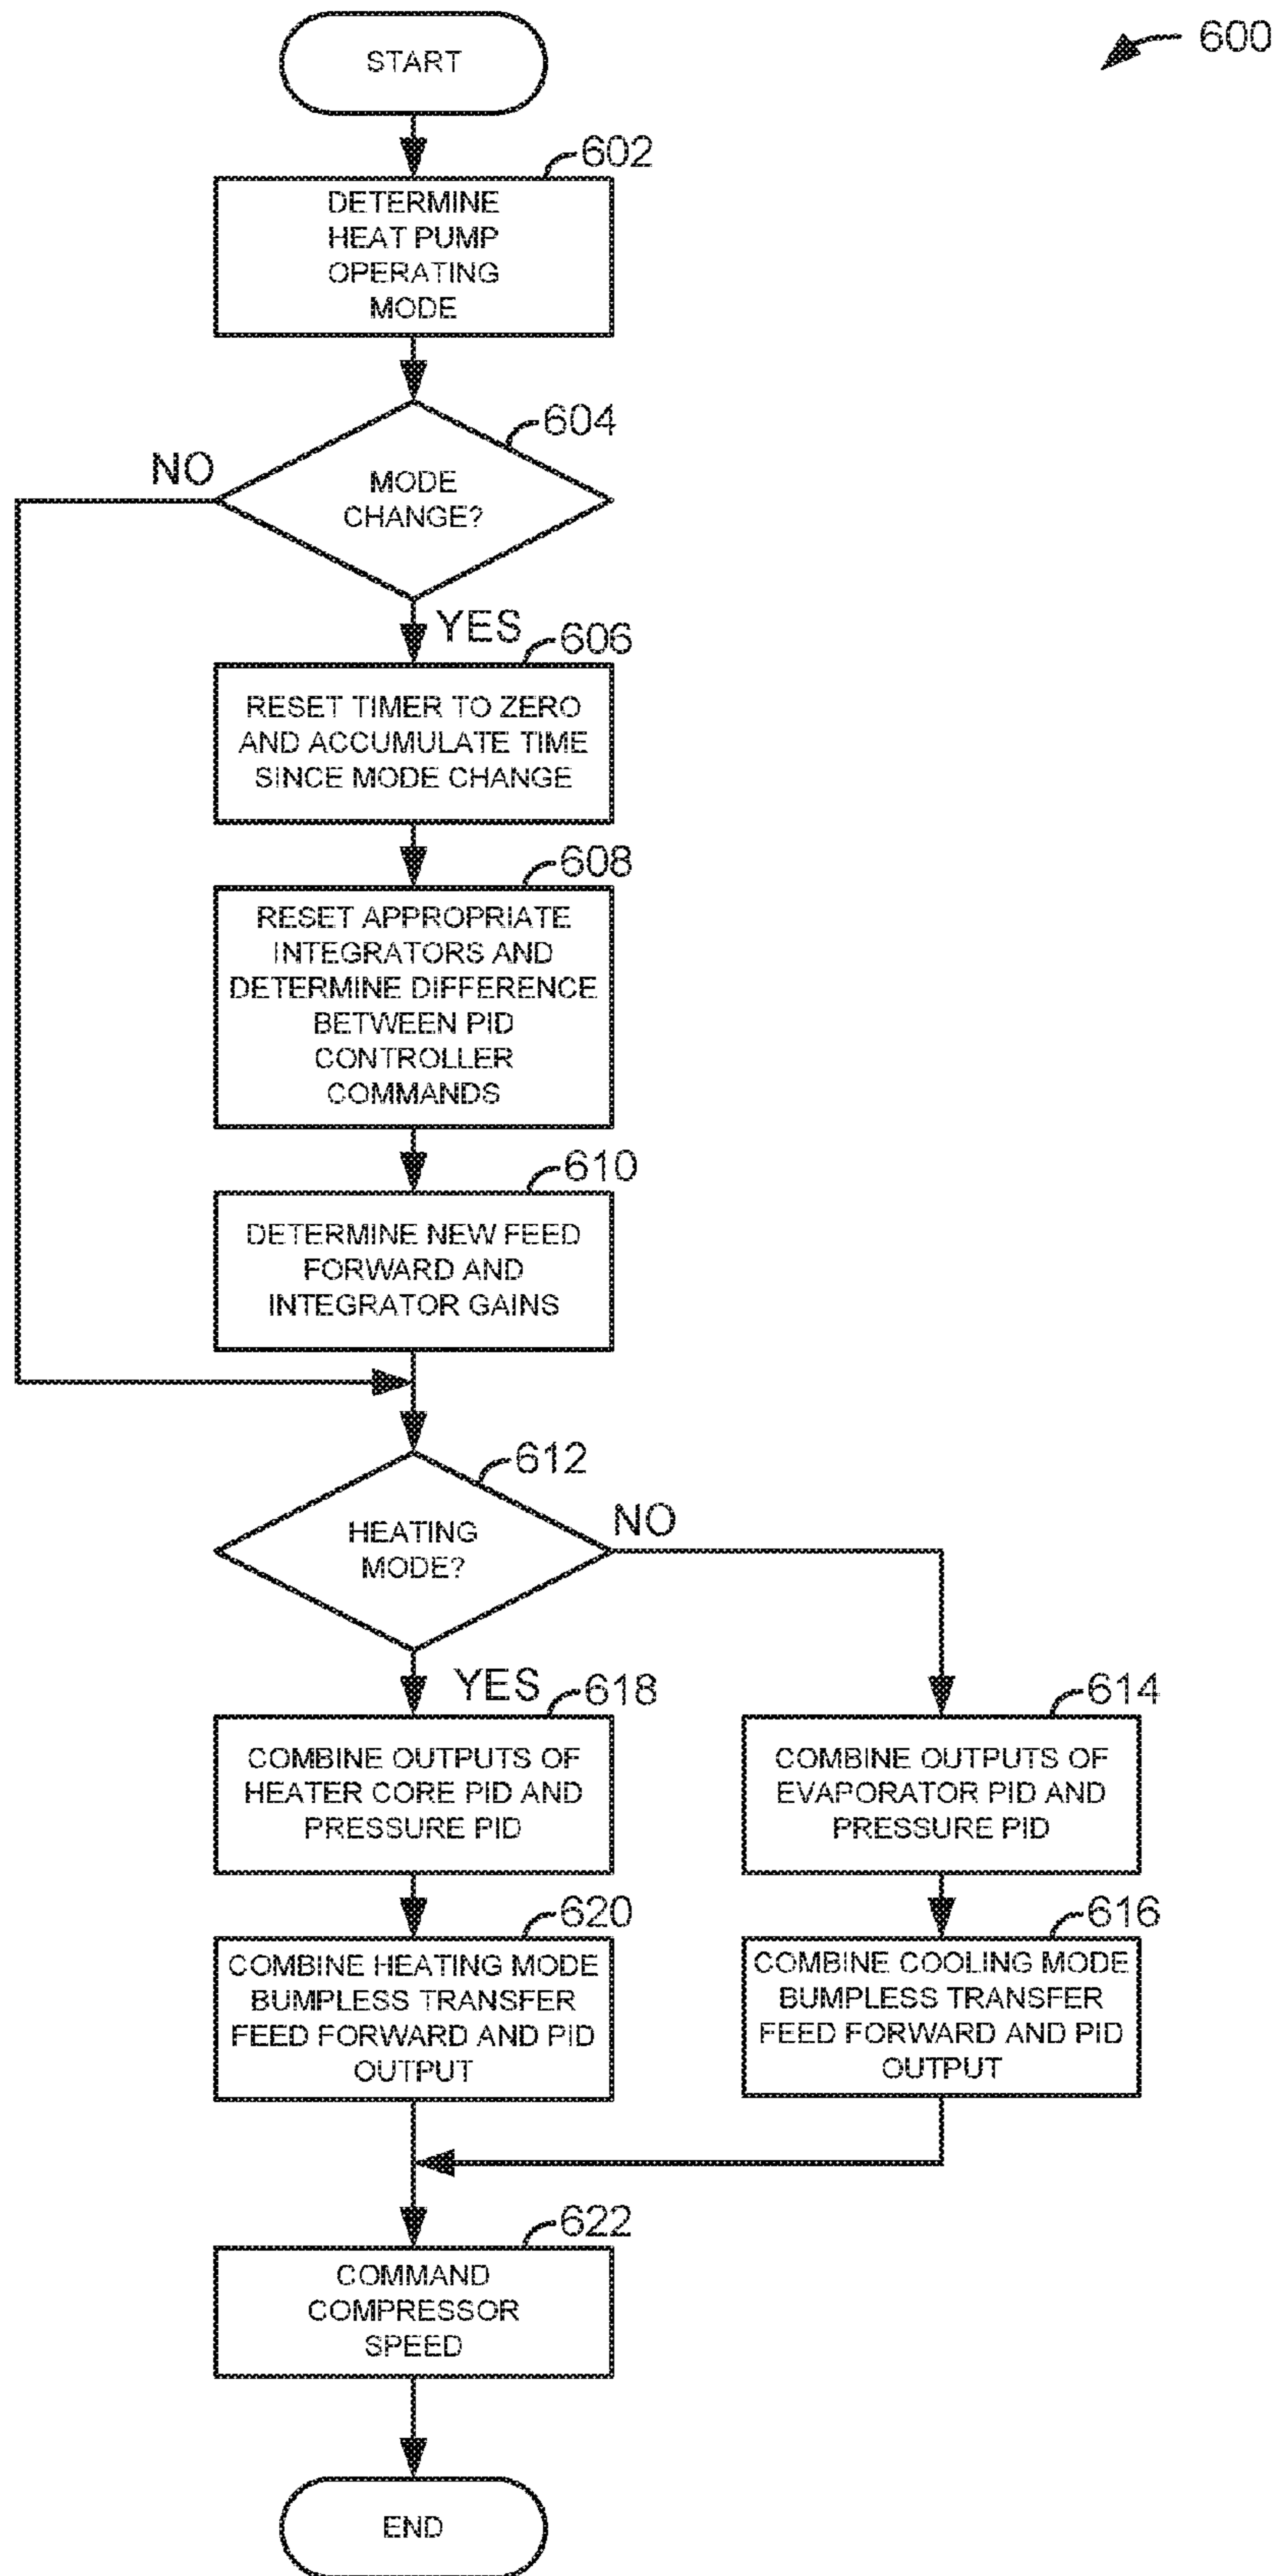 START
600
602
DETERMINE
HEAT PUMP
OPERATING
MODE
604
NO
MODE
CHANGE?
YES
606
RESET TIMER TO ZERO
AND ACCUMULATE TIME
SINCE MODE CHANGE
608
RESET APPROPRIATE
INTEGRATORS AND
DETERMINE DIFFERENCE
BETWEEN PID
CONTROLLER
COMMANDS
610
DETERMINE NEW FEED
FORWARD AND
INTEGRATOR GAINS
612
HEATING
MODE?
NO
YES
618
COMBINE OUTPUTS OF
HEATER CORE PID AND
PRESSURE PID
614
COMBINE OUTPUTS OF
EVAPORATOR PID AND
PRESSURE PID
620
COMBINE HEATING MODE
BUMPLESS TRANSFER
FEED FORWARD AND PID
OUTPUT
616
COMBINE COOLING MODE
BUMPLESS TRANSFER
FEED FORWARD AND PID
OUTPUT
622
COMMAND
COMPRESSOR
SPEED
END